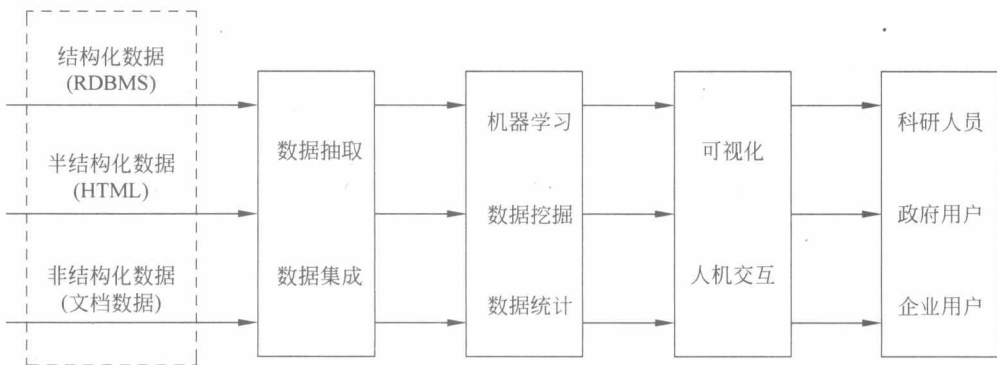 结构化数据
(RDBMS)
半结构化数据
(HTML)
非结构化数据
(文档数据)
数据抽取
数据集成
机器学习
数据挖掘
数据统计
可视化
人机交互
科研人员
政府用户
企业用户